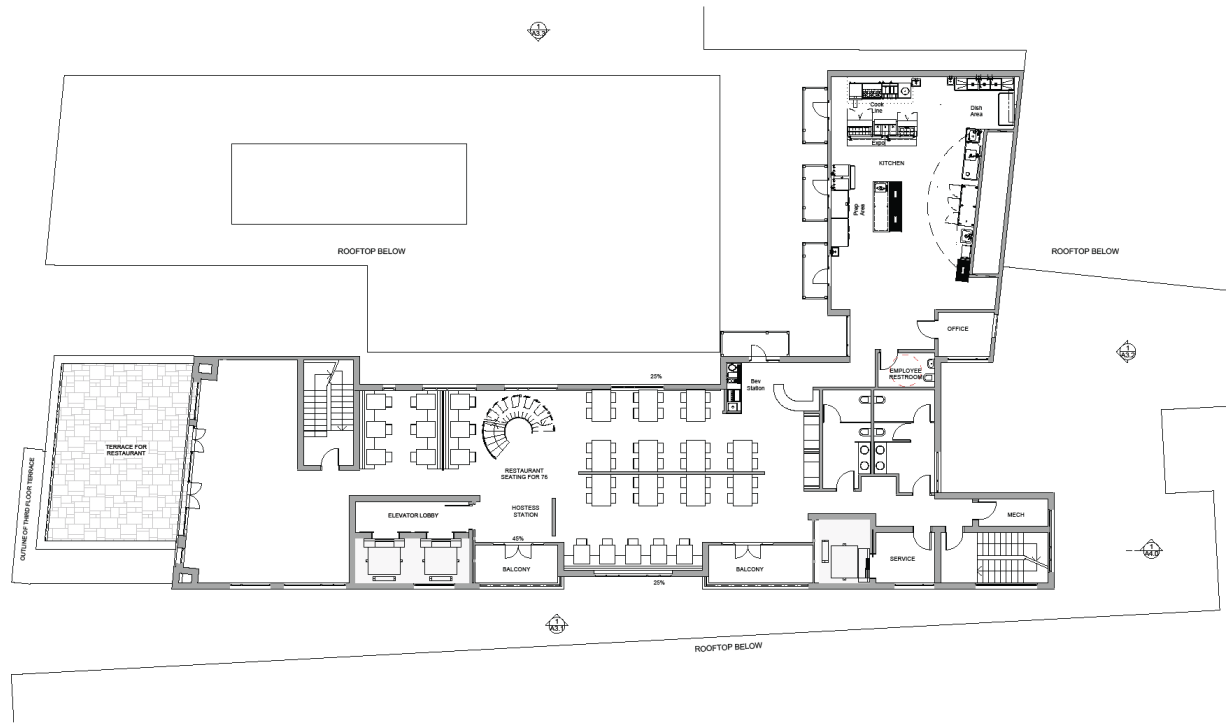 1
A3.3
Cook
Line
Dish
Area
Expo
KITCHEN
Prep
Area
ROOFTOP BELOW
ROOFTOP BELOW
OFFICE
1
A3.2
EMPLOYEE
RESTROOM
25%
Bev
Station
TERRACE FOR
RESTAURANT
RESTAURANT
SEATING FOR 76
OUTLINE OF THIRD FLOOR TERRACE
HOSTESS
STATION
ELEVATOR LOBBY
MECH
45%
BALCONY
BALCONY
SERVICE
1
A4.0
25%
1
A3.1
ROOFTOP BELOW